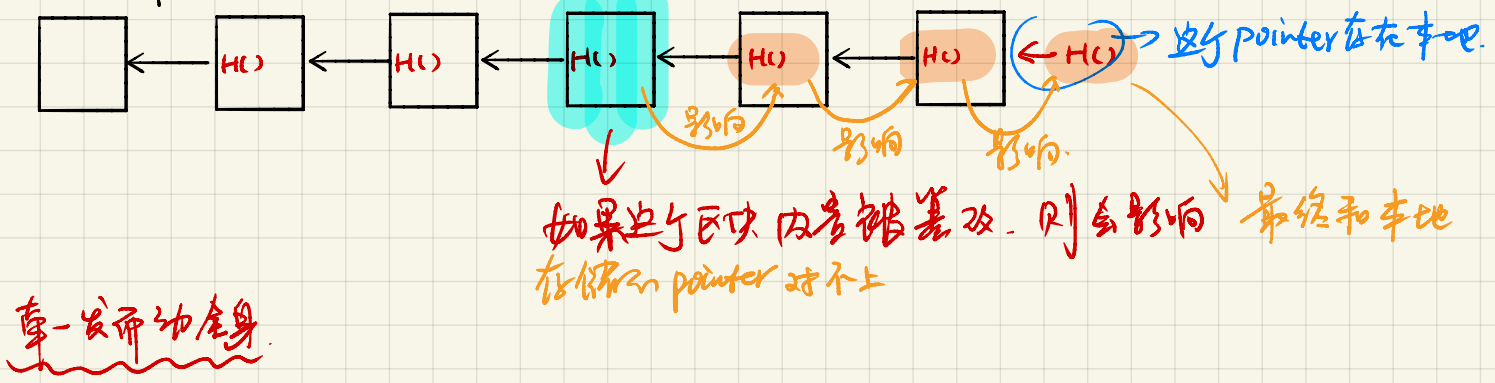 H()
H()
H()
H()
H()
H()
这个pointer存在本地.
影响
影响
影响.
如果这个区块内容被篡改.则会影响
最终和本地
存储的pointer对不上
牵一发而动全身.